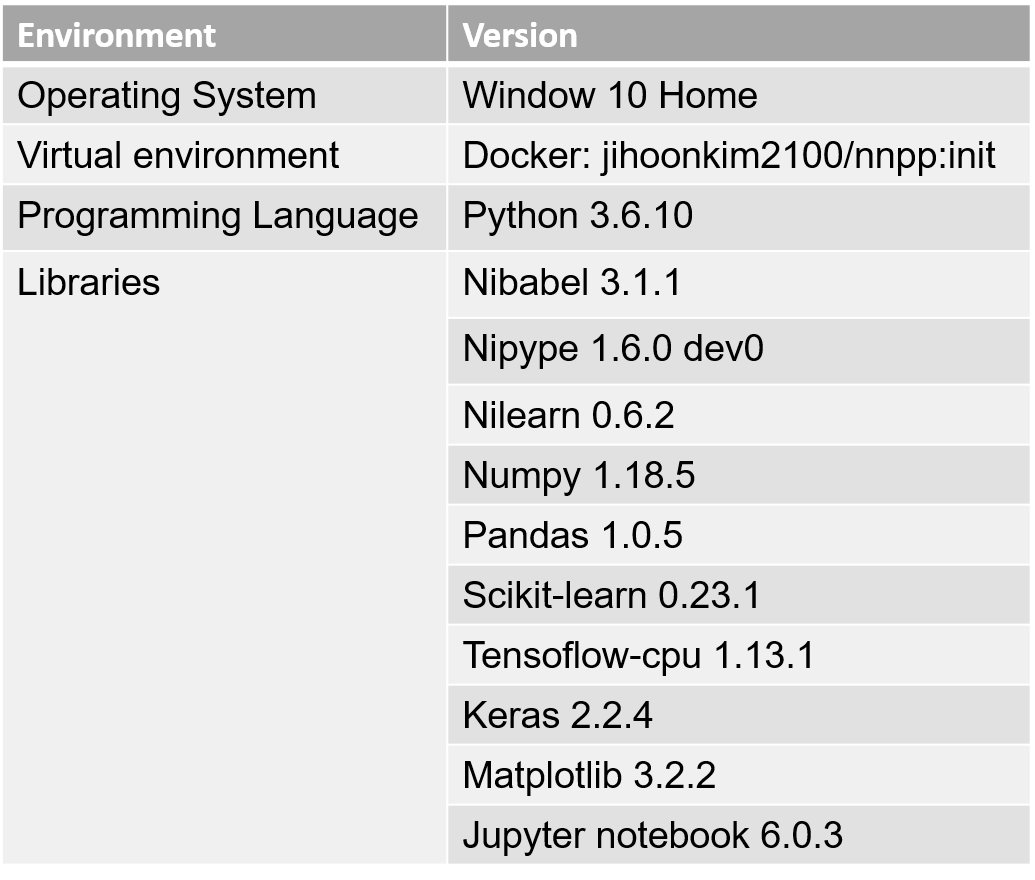 Environment Version
Operating System Window 10 Home
Virtual environment Docker: jihoonkim2100/nnpp:init
Programming Language Python 3.6.10
Libraries Nibabel 3.1.1
Nipype 1.6.0 dev0
Nilearn 0.6.2
Numpy 1.18.5
Pandas 1.0.5
Scikit-learn 0.23.1
Tensoflow-cpu 1.13.1
Keras 2.2.4
Matplotlib 3.2.2
Jupyter notebook 6.0.3